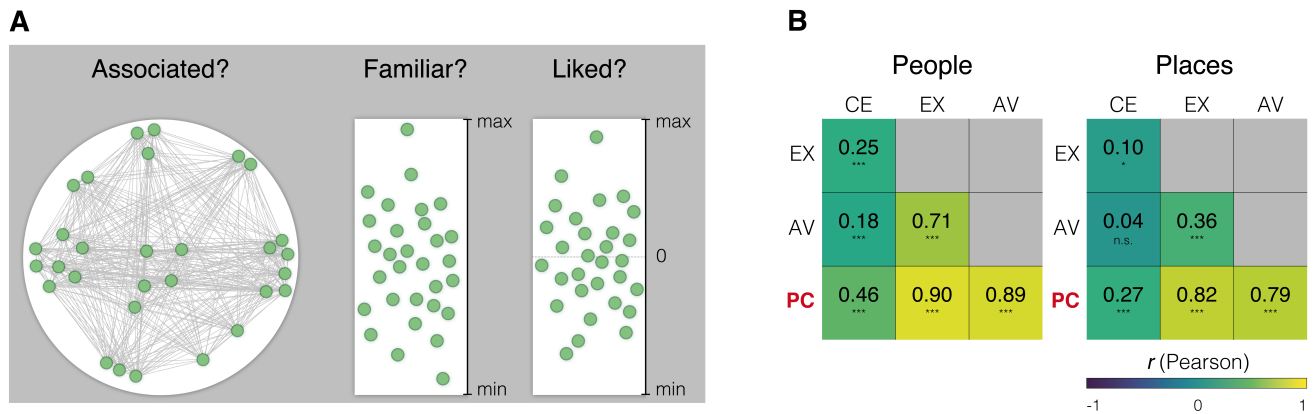 A
Associated?
Familiar?
Liked?
max
min
max
0
min
B
People
CE EX AV
EX 0.25
***
AV 0.18 0.71
*** ***
PC 0.46 0.90 0.89
*** *** ***
Places
CE EX AV
EX 0.10
*
AV 0.04 0.36
n.s. ***
PC 0.27 0.82 0.79
*** *** ***
r (Pearson)
-1 0 1